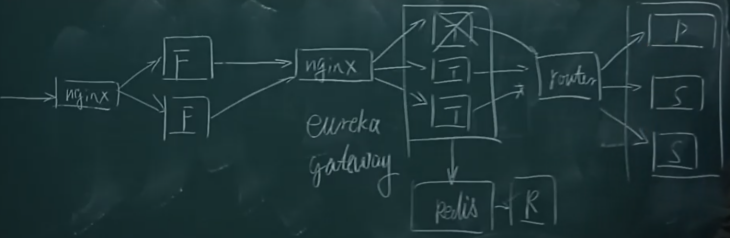 nginx
F
F
nginx
eureka
gateway
T
T
router
P
S
S
Redis
R